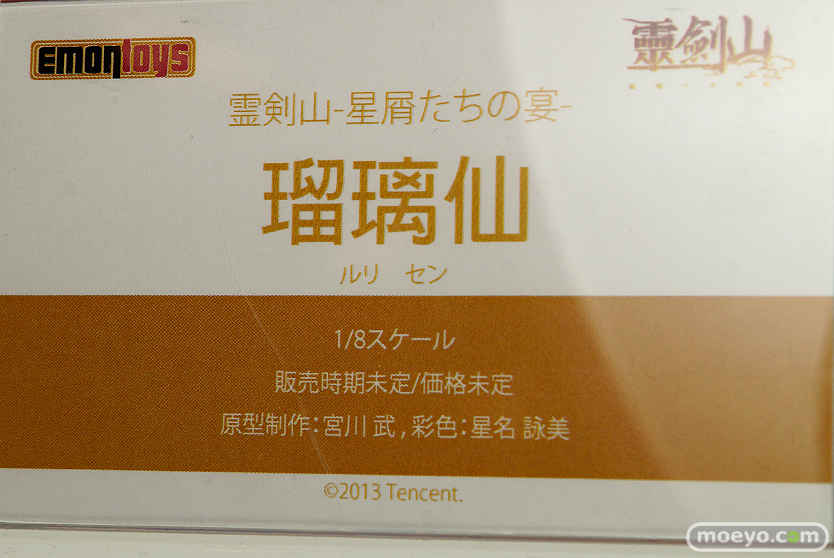 emontoys
靈劍山
霊剣山-星屑たちの宴-
瑠璃仙
ルリ　セン
1/8スケール
販売時期未定/価格未定
原型制作：宮川 武 , 彩色：星名 詠美
©2013 Tencent.
moeyo.com